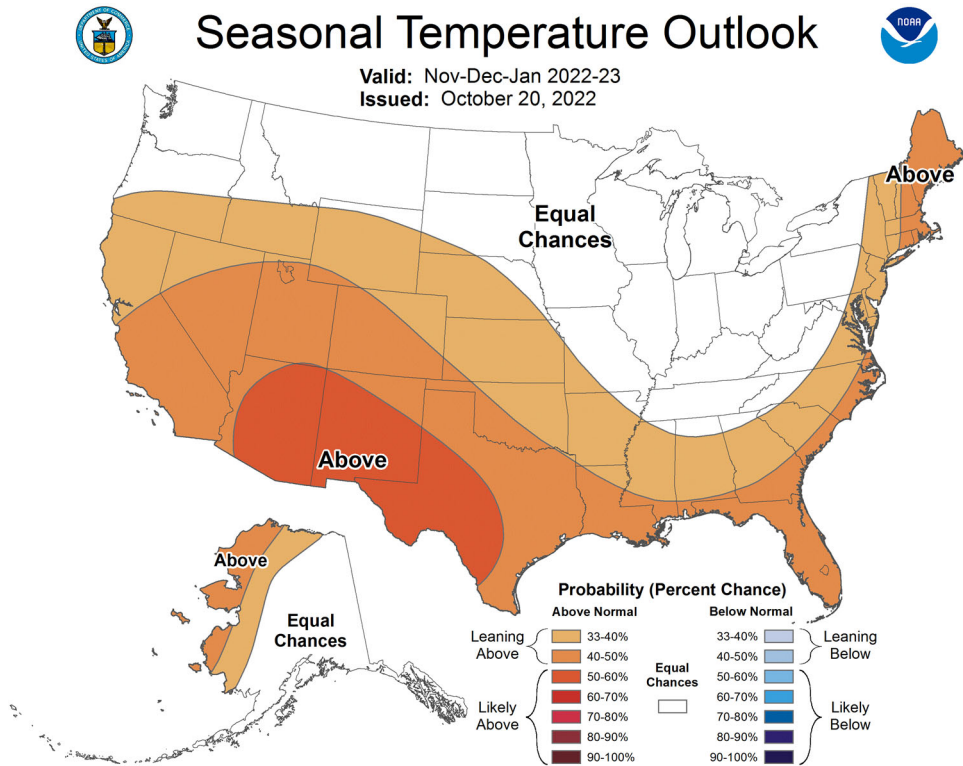 Seasonal Temperature Outlook
NOAA
Valid: Nov-Dec-Jan 2022-23
Issued: October 20, 2022
Above
Equal
Chances
Above
Above
Equal
Chances
Probability (Percent Chance)
Above Normal
Below Normal
Leaning
Above
33-40%
40-50%
Likely
Above
50-60%
60-70%
70-80%
80-90%
90-100%
Equal
Chances
33-40%
40-50%
Leaning
Below
50-60%
60-70%
70-80%
80-90%
90-100%
Likely
Below